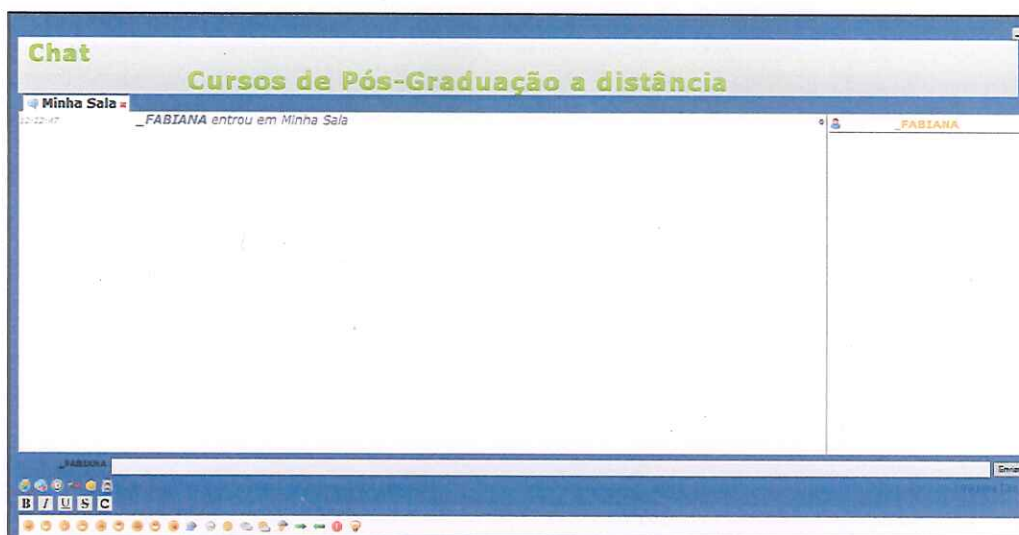 Chat
Cursos de Pós-Graduação a distância
Minha Sala
_FABIANA entrou em Minha Sala
_FABIANA
_FABIANA
B I U S C